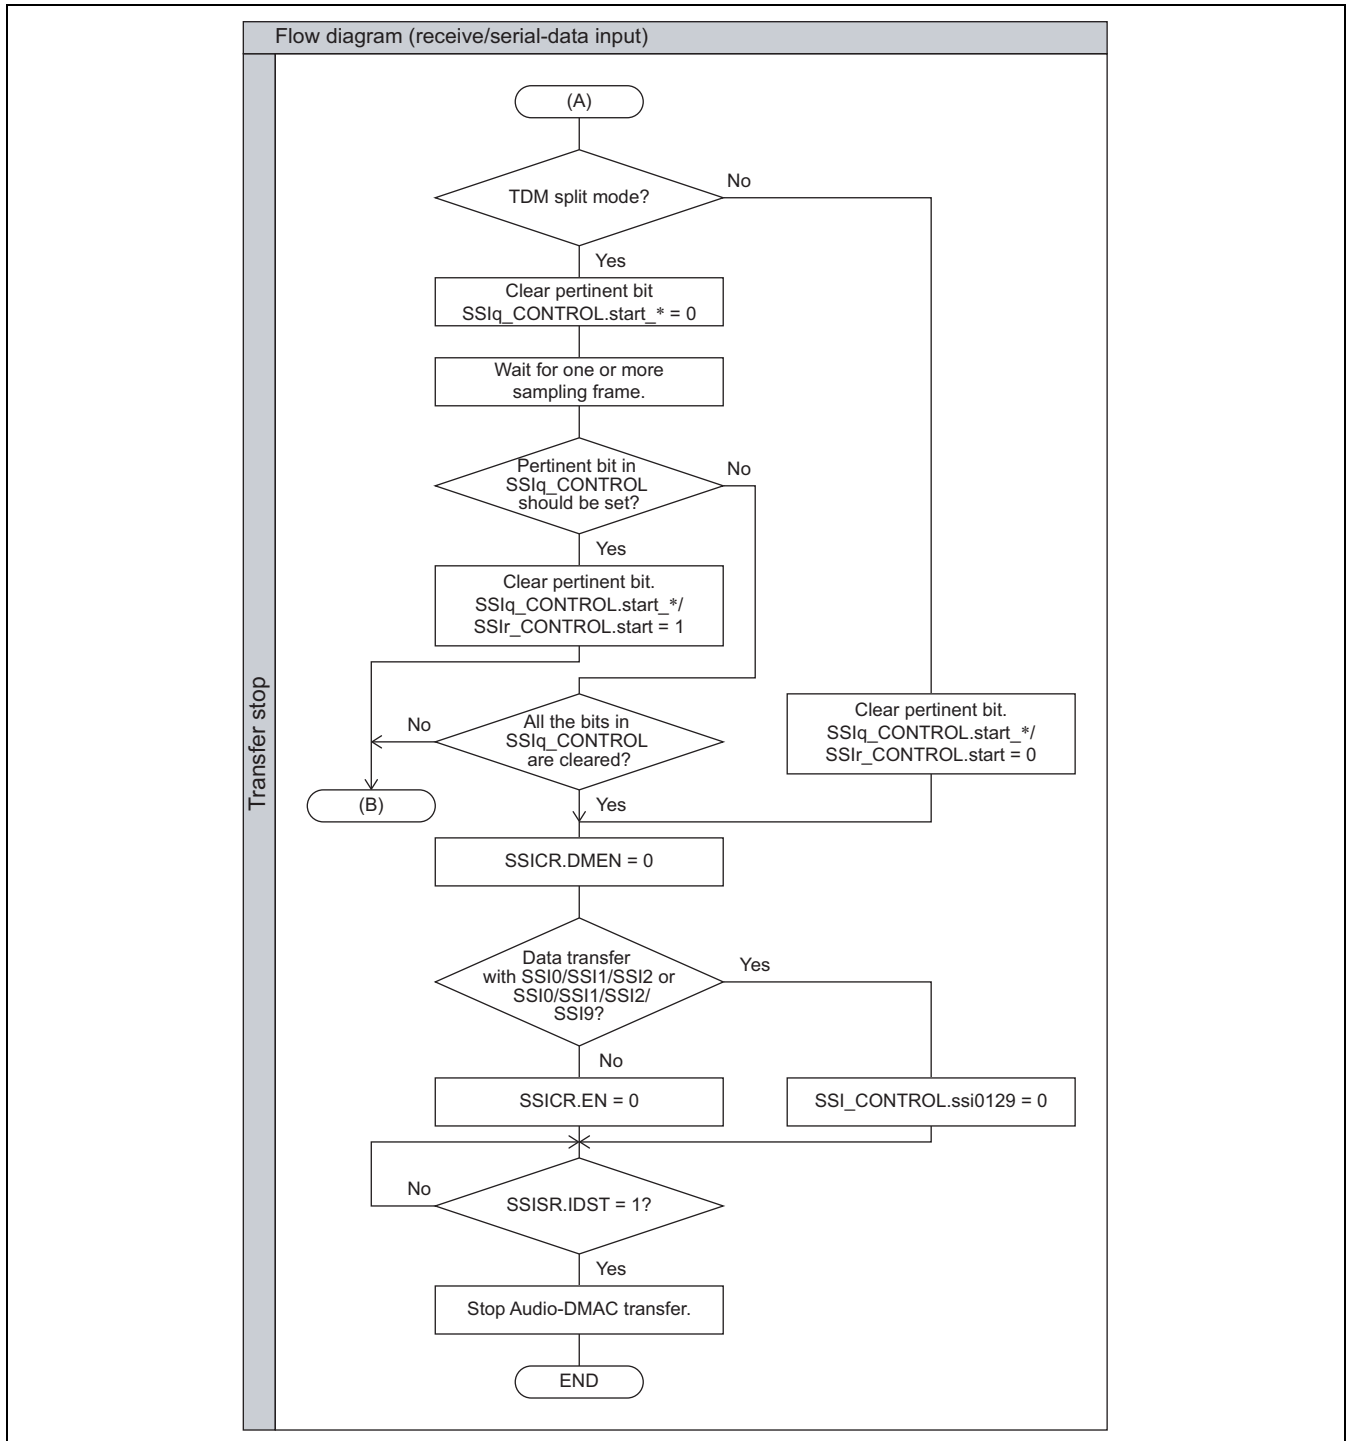 Flow diagram (receive/serial-data input)
Transfer stop
(A)
TDM split mode?
No
Yes
Clear pertinent bit
SSIq_CONTROL.start_* = 0
Wait for one or more
sampling frame.
Pertinent bit in
SSIq_CONTROL
should be set?
No
Yes
Clear pertinent bit.
SSIq_CONTROL.start_*/
SSIr_CONTROL.start = 1
All the bits in
SSIq_CONTROL
are cleared?
No
(B)
Yes
Clear pertinent bit.
SSIq_CONTROL.start_*/
SSIr_CONTROL.start = 0
SSICR.DMEN = 0
Data transfer
with SSI0/SSI1/SSI2 or
SSI0/SSI1/SSI2/
SSI9?
Yes
No
SSICR.EN = 0
SSI_CONTROL.ssi0129 = 0
No
SSISR.IDST = 1?
Yes
Stop Audio-DMAC transfer.
END